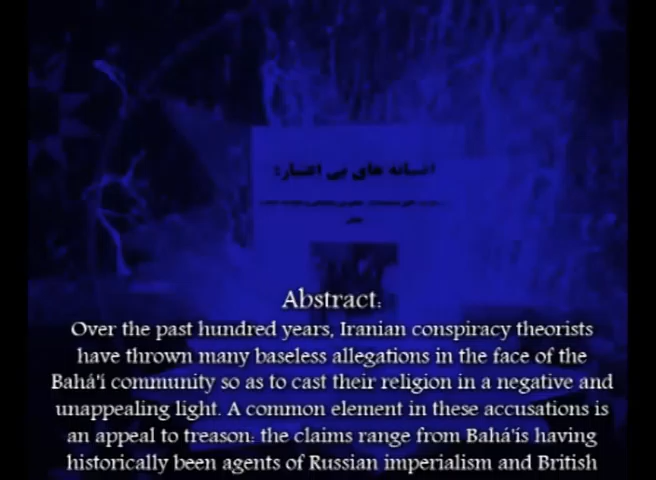 افسانه های بی اعتبار:
Abstract:
Over the past hundred years, Iranian conspiracy theorists
have thrown many baseless allegations in the face of the
Bahá'í community so as to cast their religion in a negative and
unappealing light. A common element in these accusations is
an appeal to treason: the claims range from Bahá'ís having
historically been agents of Russian imperialism and British